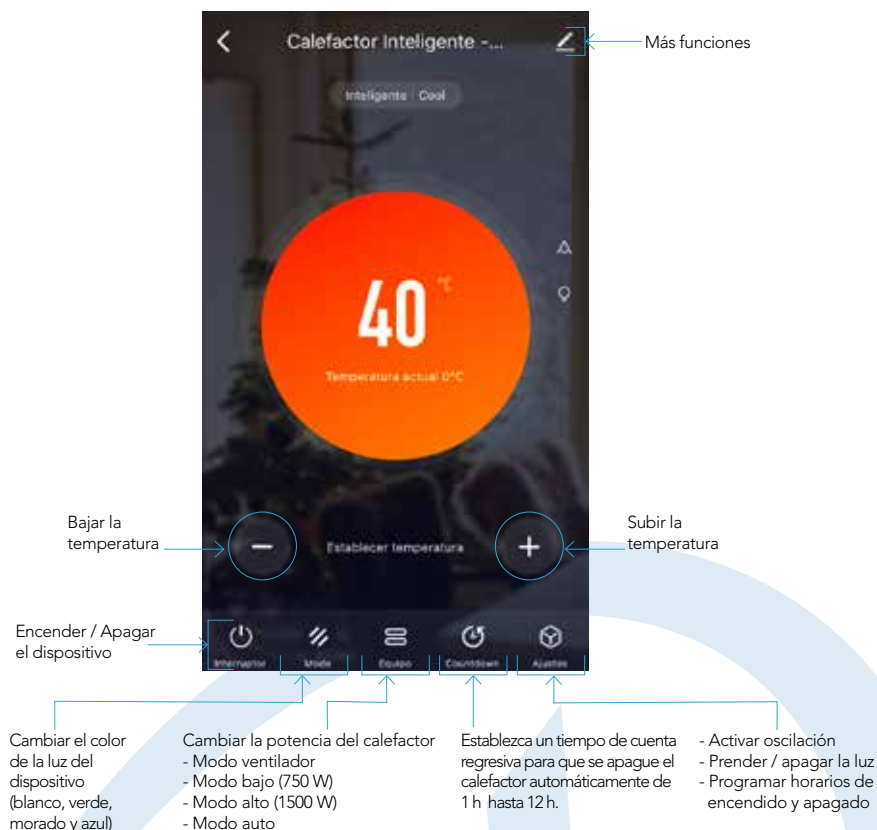 Calefactor Inteligente -...
Más funciones
Inteligente | Cool
40 °C
Temperatura actual 0°C
Bajar la
temperatura
Establecer temperatura
Subir la
temperatura
Encender / Apagar
el dispositivo
Interruptor
Modo
Equipo
Countdown
Ajustes
Cambiar el color
de la luz del
dispositivo
(blanco, verde,
morado y azul)
Cambiar la potencia del calefactor
- Modo ventilador
- Modo bajo (750 W)
- Modo alto (1500 W)
- Modo auto
Establezca un tiempo de cuenta
regresiva para que se apague el
calefactor automáticamente de
1 h hasta 12 h.
- Activar oscilación
- Prender / apagar la luz
- Programar horarios de
encendido y apagado